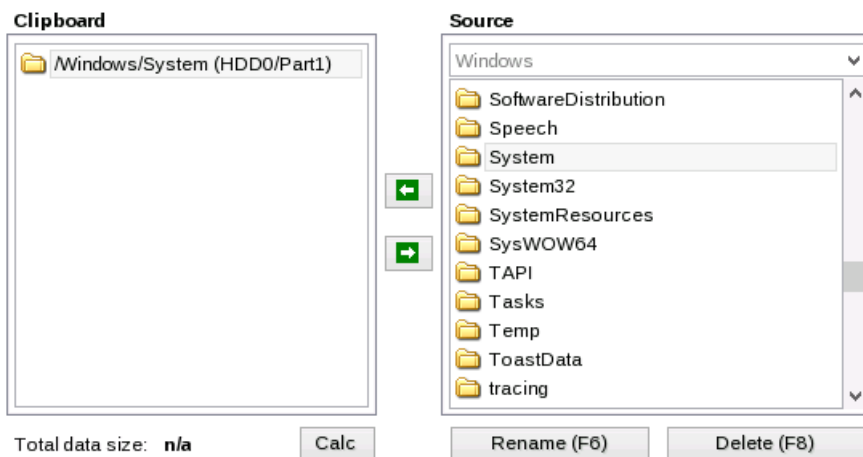 Clipboard
/Windows/System (HDD0/Part1)
Total data size: n/a
Calc
Source
Windows
SoftwareDistribution
Speech
System
System32
SystemResources
SysWOW64
TAPI
Tasks
Temp
ToastData
tracing
Rename (F6)
Delete (F8)